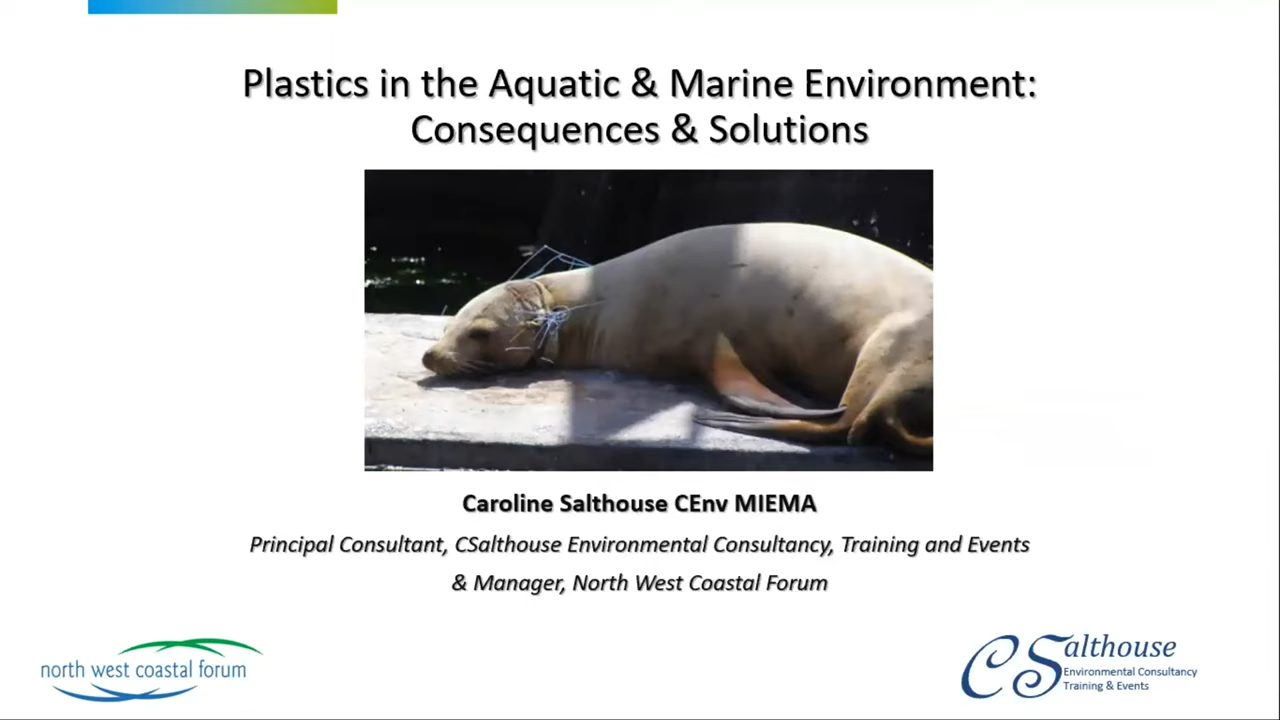 Plastics in the Aquatic & Marine Environment:
Consequences & Solutions
Caroline Salthouse CEnv MIEMA
Principal Consultant, CSalthouse Environmental Consultancy, Training and Events
& Manager, North West Coastal Forum
north west coastal forum
CSalthouse
Environmental Consultancy
Training & Events